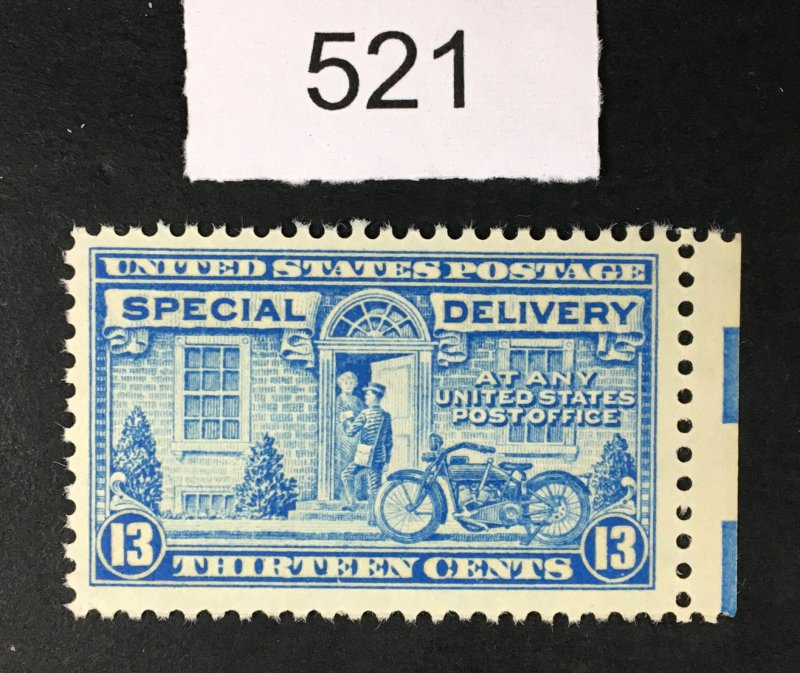 521
UNITED STATES POSTAGE
SPECIAL DELIVERY
AT ANY
UNITED STATES
POST OFFICE
13 THIRTEEN CENTS 13